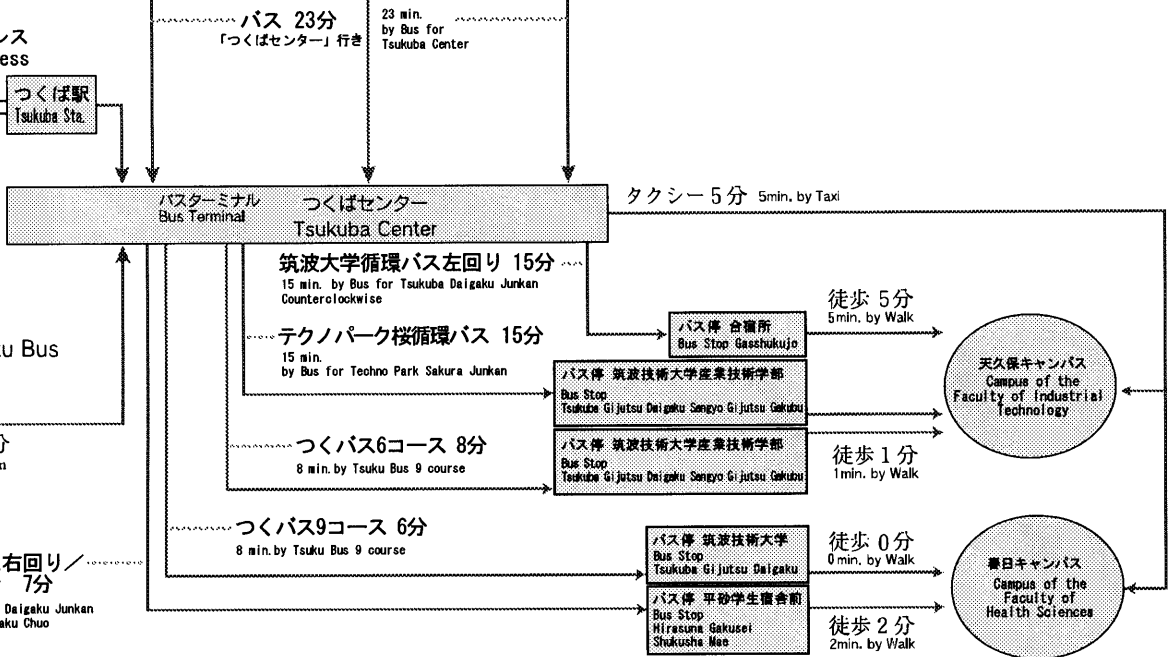 バス 23分
「つくばセンター」行き
23 min.
by Bus for
Tsukuba Center
レス
ess
つくば駅
Tsukuba Sta.
バスターミナル
Bus Terminal
つくばセンター
Tsukuba Center
タクシー 5分 5min. by Taxi
筑波大学循環バス左回り 15分
15 min. by Bus for Tsukuba Daigaku Junkan
Counterclockwise
バス停 合宿所
Bus Stop Gasshukujo
徒歩 5分
5min. by Walk
テクノパーク桜循環バス 15分
15 min.
by Bus for Techno Park Sakura Junkan
ku Bus
バス停 筑波技術大学産業技術学部
Bus Stop
Tsukuba Gijutsu Daigaku Sangyo Gijutsu Gakubu
天久保キャンパス
Campus of the
Faculty of Industrial
Technology
分
つくバス6コース 8分
8 min.by Tsuku Bus 9 course
バス停 筑波技術大学産業技術学部
Bus Stop
Tsukuba Gijutsu Daigaku Sangyo Gijutsu Gakubu
徒歩 1分
1min. by Walk
つくバス9コース 6分
8 min.by Tsuku Bus 9 course
バス停 筑波技術大学
Bus Stop
Tsukuba Gijutsu Daigaku
徒歩 0分
0min. by Walk
春日キャンパス
Campus of the
Faculty of
Health Sciences
右回り／
7分
Daigaku Junkan
aku Chuo
バス停 平砂学生宿舎前
Bus Stop
Hirasuna Gakusei
Shukusha Mae
徒歩 2分
2min. by Walk